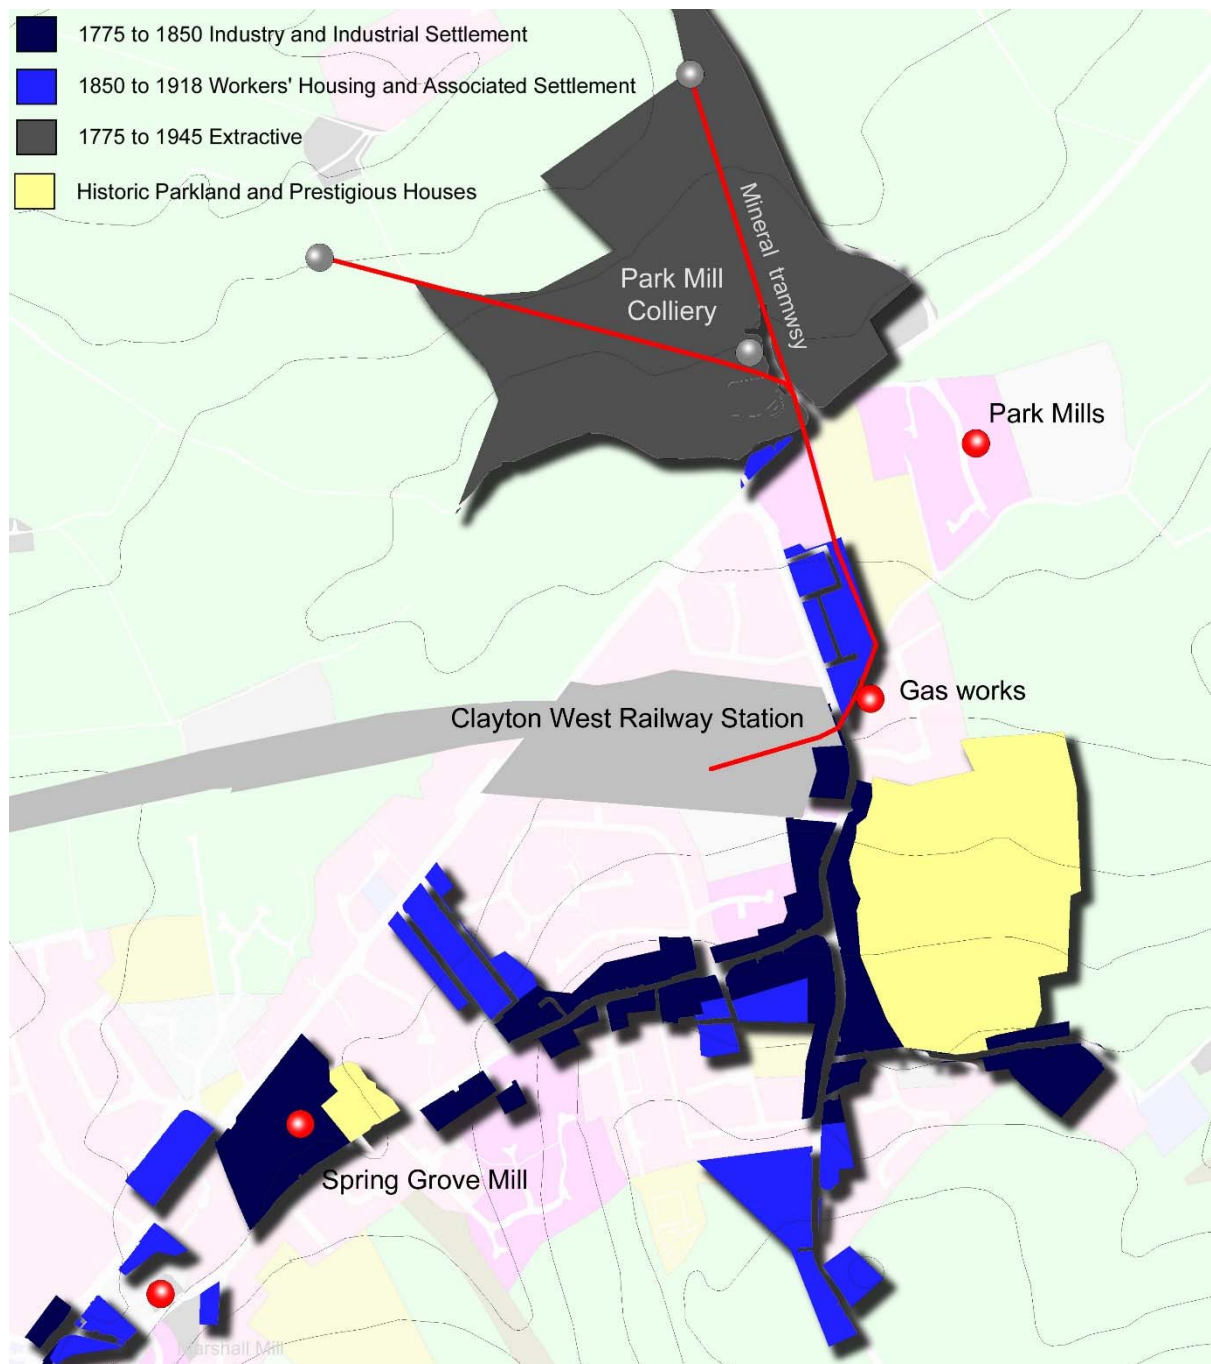 1775 to 1850 Industry and Industrial Settlement
1850 to 1918 Workers' Housing and Associated Settlement
1775 to 1945 Extractive
Historic Parkland and Prestigious Houses
Mineral tramwsy
Park Mill
Colliery
Park Mills
Gas works
Clayton West Railway Station
Spring Grove Mill
Marshall Mill